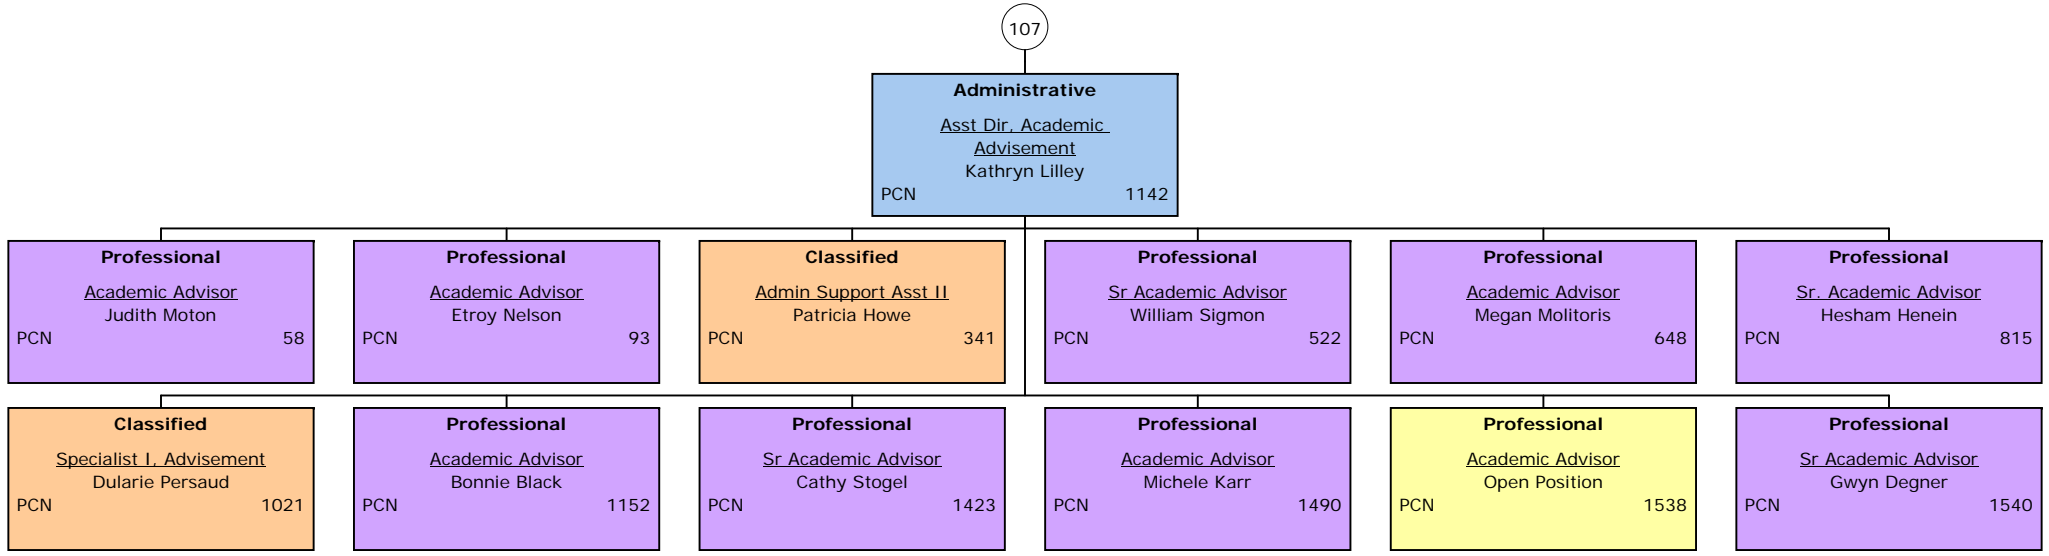 107
Administrative
Asst Dir, Academic
Advisement
Kathryn Lilley
PCN 1142
Professional
Academic Advisor
Judith Moton
PCN 58
Professional
Academic Advisor
Etroy Nelson
PCN 93
Classified
Admin Support Asst II
Patricia Howe
PCN 341
Professional
Sr Academic Advisor
William Sigmon
PCN 522
Professional
Academic Advisor
Megan Molitoris
PCN 648
Professional
Sr. Academic Advisor
Hesham Henein
PCN 815
Classified
Specialist I, Advisement
Dularie Persaud
PCN 1021
Professional
Academic Advisor
Bonnie Black
PCN 1152
Professional
Sr Academic Advisor
Cathy Stogel
PCN 1423
Professional
Academic Advisor
Michele Karr
PCN 1490
Professional
Academic Advisor
Open Position
PCN 1538
Professional
Sr Academic Advisor
Gwyn Degner
PCN 1540